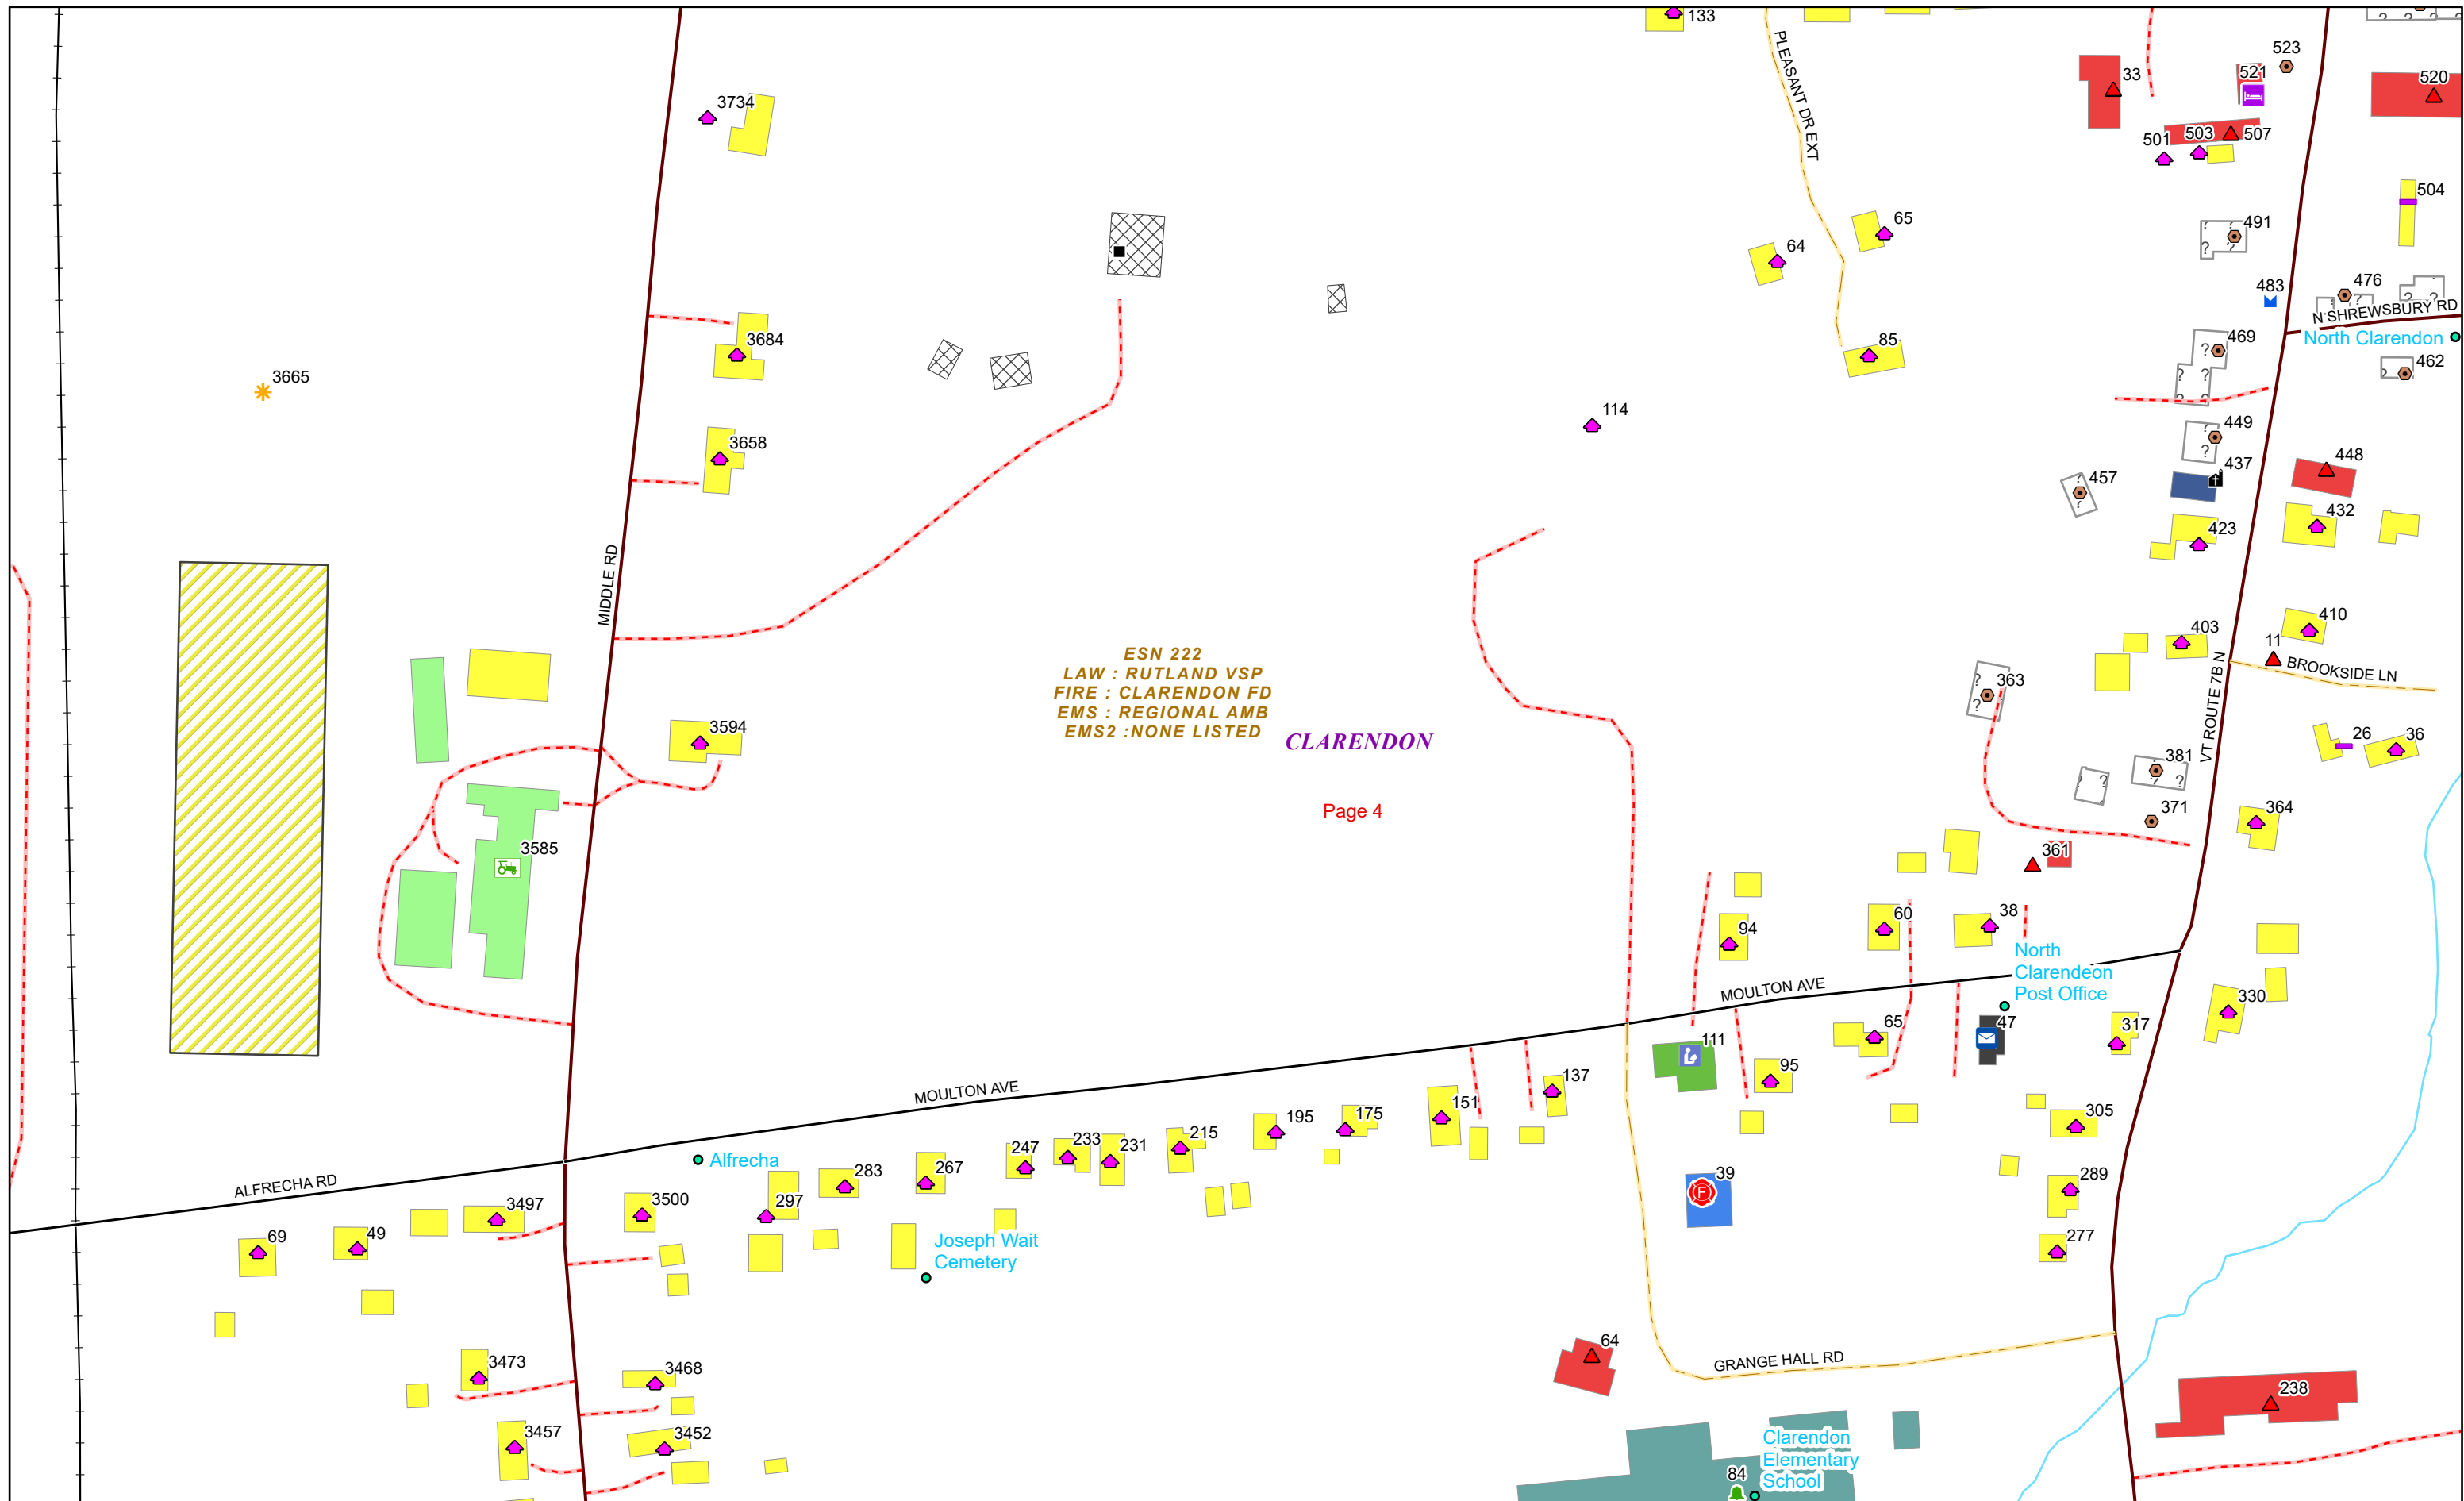 133
PLEASANT DR EXT
33
523
521
520
3734
501
503
507
504
65
64
491
483
476
N SHREWSBURY RD
North Clarendon
3684
85
469
462
3665
114
449
3658
437
448
457
432
423
MIDDLE RD
410
403
11
BROOKSIDE LN
ESN 222
LAW : RUTLAND VSP
FIRE : CLARENDON FD
EMS : REGIONAL AMB
EMS2 :NONE LISTED
CLARENDON
363
VT ROUTE 7B N
3594
26
36
381
Page 4
371
364
3585
361
94
60
38
North
Clarendeon
Post Office
MOULTON AVE
330
47
317
65
111
95
137
MOULTON AVE
151
175
195
215
231
233
247
267
283
297
305
Alfrecha
ALFRECHA RD
3497
3500
39
F
289
277
69
49
Joseph Wait
Cemetery
64
GRANGE HALL RD
3473
3468
238
3457
3452
Clarendon
Elementary
School
84